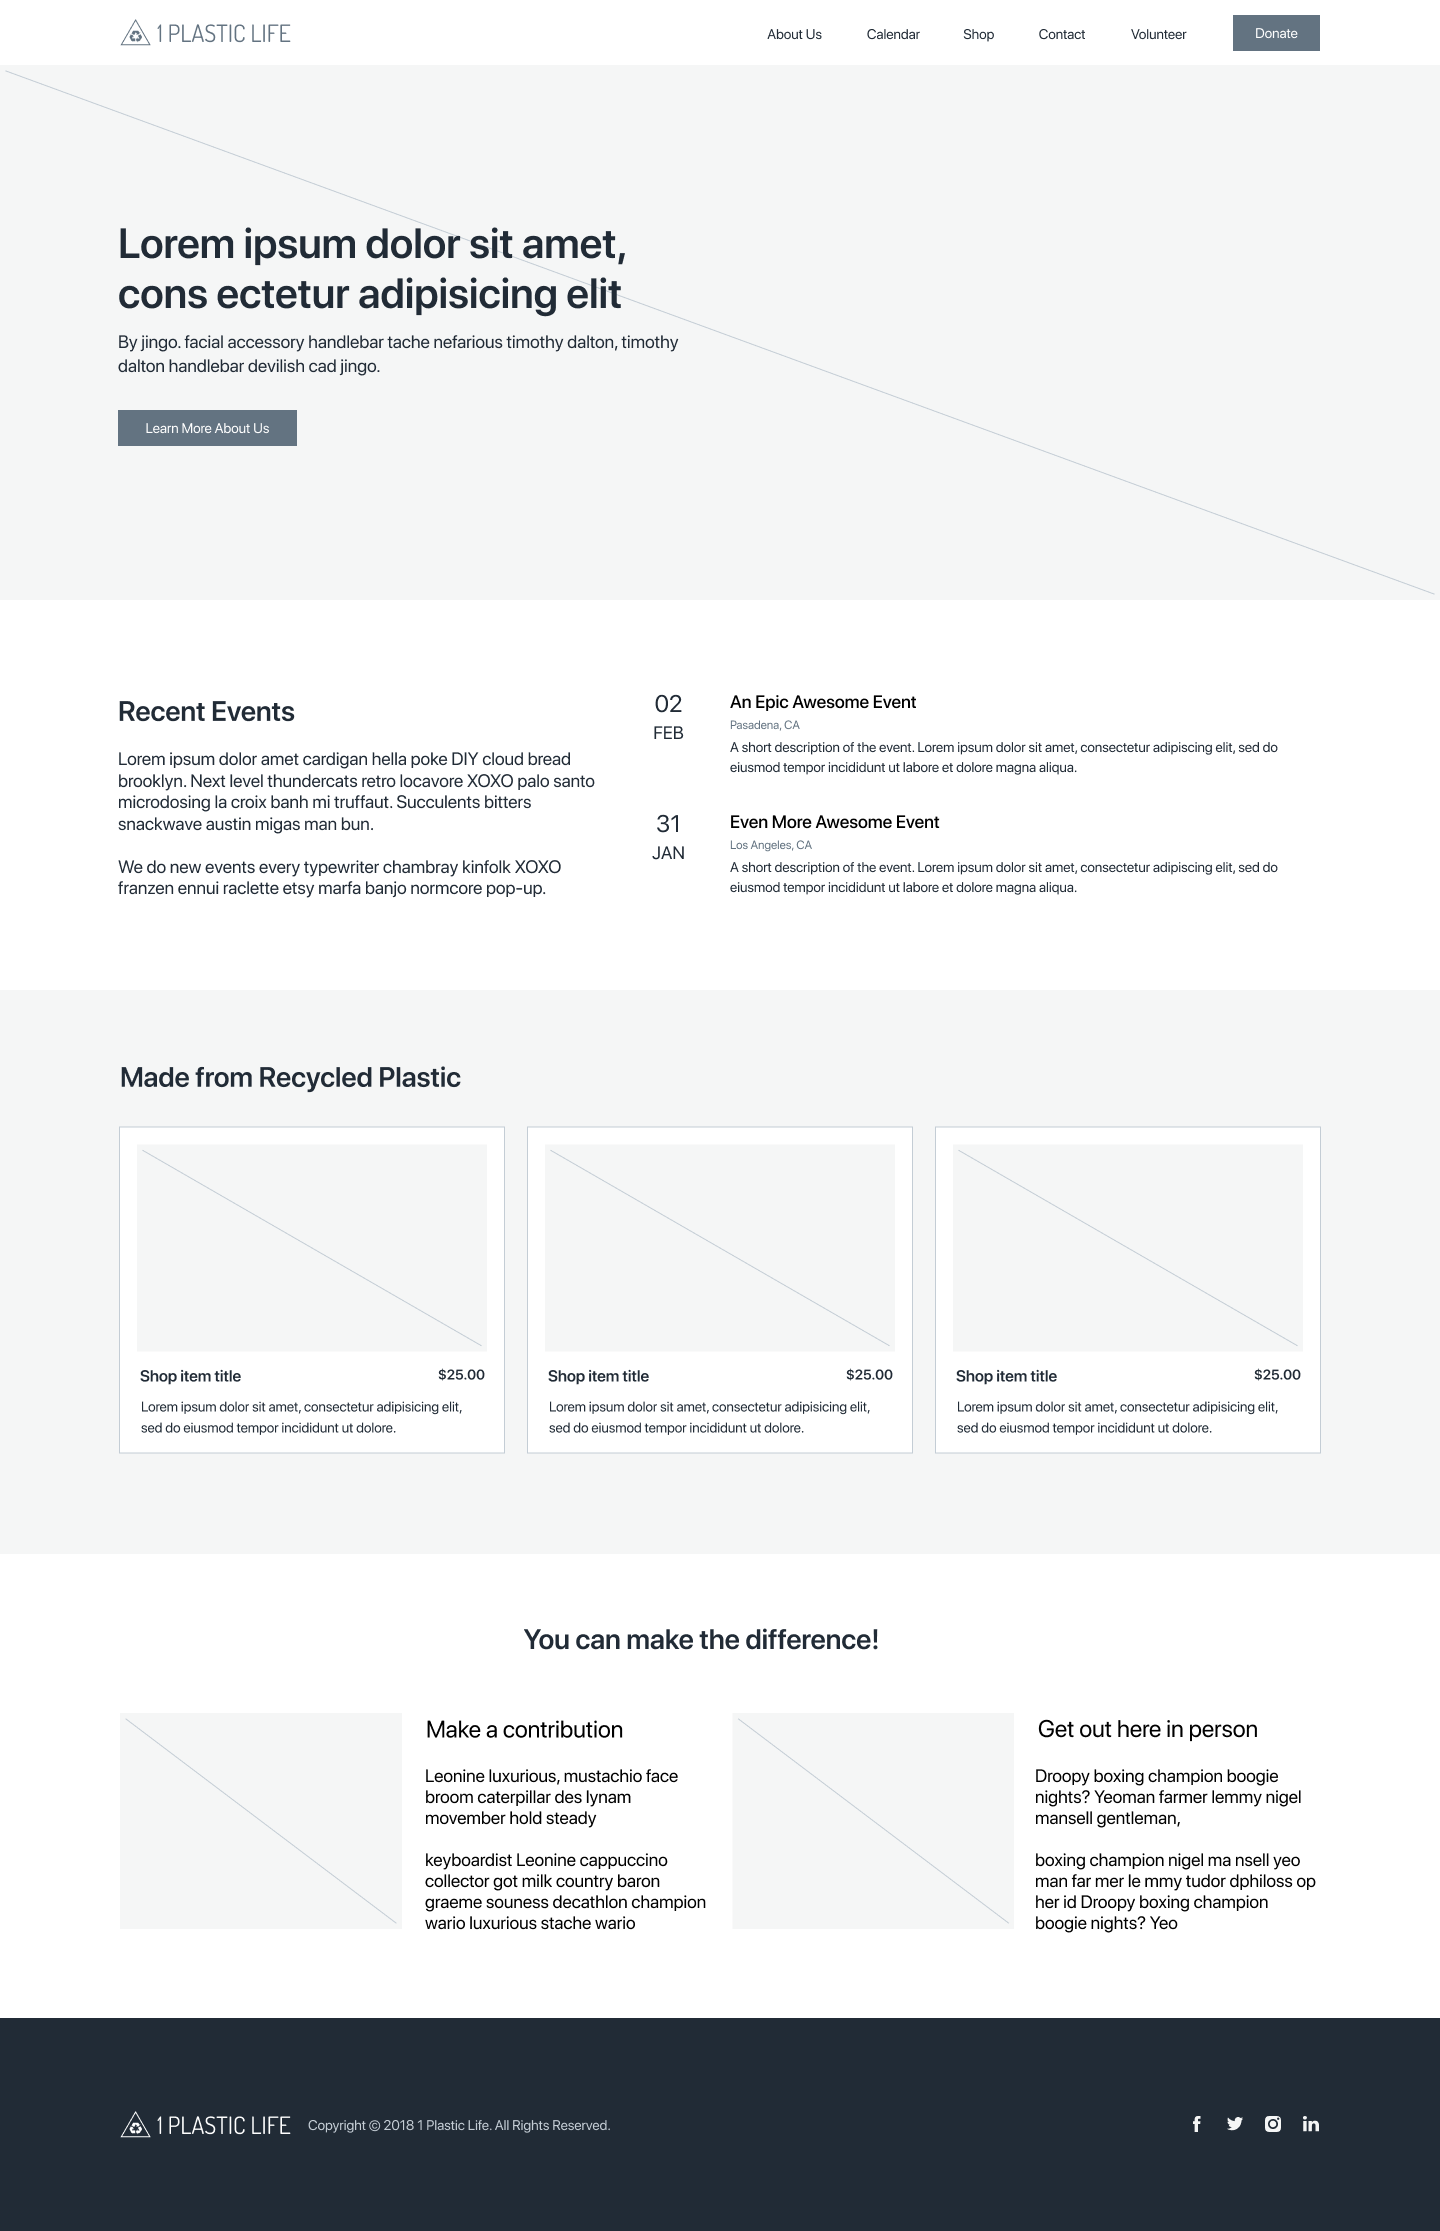 1 PLASTIC LIFE
About Us
Calendar
Shop
Contact
Volunteer
Donate
Lorem ipsum dolor sit amet,
cons ectetur adipisicing elit
By jingo. facial accessory handlebar tache nefarious timothy dalton, timothy
dalton handlebar devilish cad jingo.
Learn More About Us
Recent Events
Lorem ipsum dolor amet cardigan hella poke DIY cloud bread
brooklyn. Next level thundercats retro locavore XOXO palo santo
microdosing la croix banh mi truffaut. Succulents bitters
snackwave austin migas man bun.
We do new events every typewriter chambray kinfolk XOXO
franzen ennui raclette etsy marfa banjo normcore pop-up.
02
FEB
An Epic Awesome Event
Pasadena, CA
A short description of the event. Lorem ipsum dolor sit amet, consectetur adipiscing elit, sed do
eiusmod tempor incididunt ut labore et dolore magna aliqua.
31
JAN
Even More Awesome Event
Los Angeles, CA
A short description of the event. Lorem ipsum dolor sit amet, consectetur adipiscing elit, sed do
eiusmod tempor incididunt ut labore et dolore magna aliqua.
Made from Recycled Plastic
Shop item title
$25.00
Lorem ipsum dolor sit amet, consectetur adipisicing elit,
sed do eiusmod tempor incididunt ut dolore.
Shop item title
$25.00
Lorem ipsum dolor sit amet, consectetur adipisicing elit,
sed do eiusmod tempor incididunt ut dolore.
Shop item title
$25.00
Lorem ipsum dolor sit amet, consectetur adipisicing elit,
sed do eiusmod tempor incididunt ut dolore.
You can make the difference!
Make a contribution
Leonine luxurious, mustachio face
broom caterpillar des lynam
movember hold steady
keyboardist Leonine cappuccino
collector got milk country baron
graeme souness decathlon champion
wario luxurious stache wario
Get out here in person
Droopy boxing champion boogie
nights? Yeoman farmer lemmy nigel
mansell gentleman,
boxing champion nigel ma nsell yeo
man far mer le mmy tudor dphiloss op
her id Droopy boxing champion
boogie nights? Yeo
1 PLASTIC LIFE
Copyright © 2018 1 Plastic Life. All Rights Reserved.